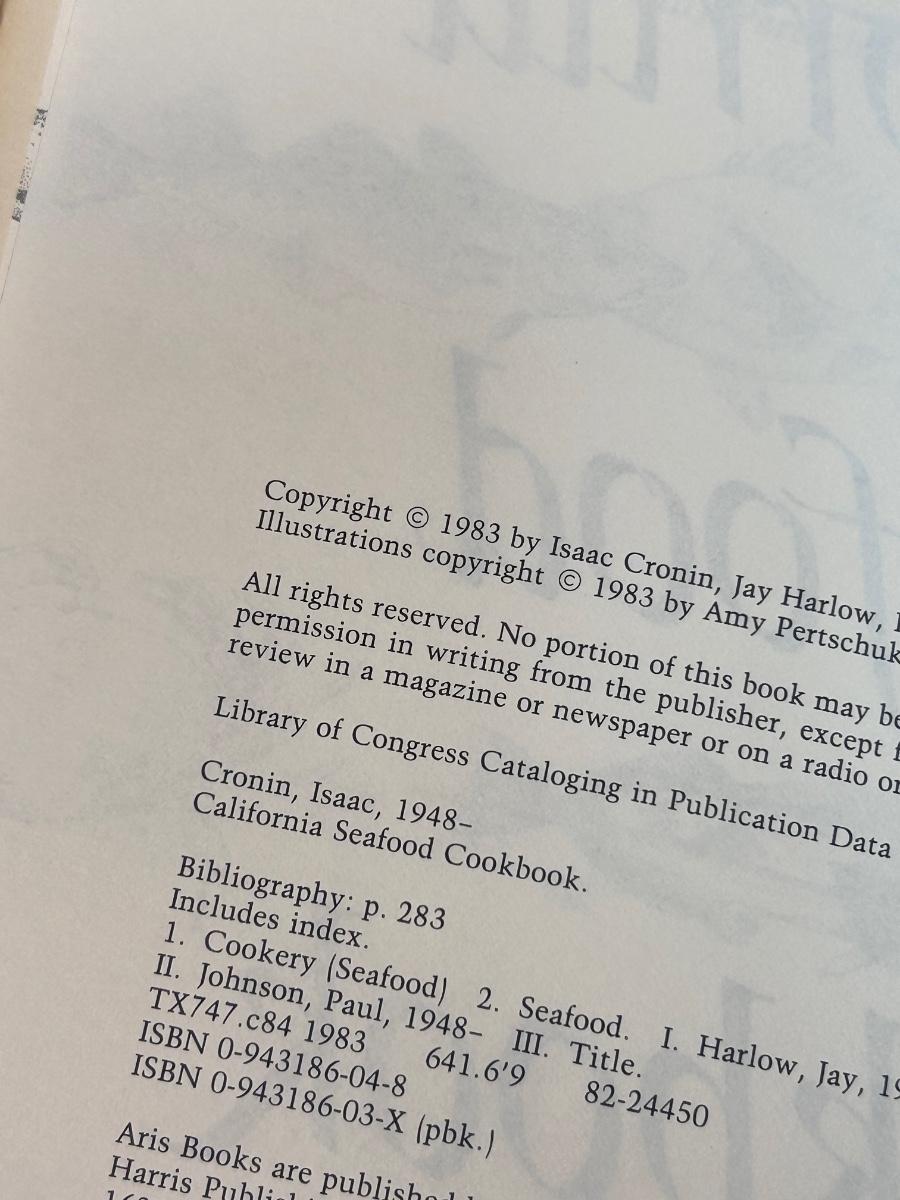 Copyright © 1983 by Isaac Cronin, Jay Harlow,
Illustrations copyright © 1983 by Amy Pertschuk
All rights reserved. No portion of this book may be
permission in writing from the publisher, except
review in a magazine or newspaper or on a radio or
Library of Congress Cataloging in Publication Data
Cronin, Isaac, 1948–
California Seafood Cookbook.
Bibliography: p. 283
Includes index.
1. Cookery (Seafood) 2. Seafood. I. Harlow, Jay,
II. Johnson, Paul, 1948– III. Title.
TX747.c84 1983 641.6'9 82-24450
ISBN 0-943186-04-8
ISBN 0-943186-03-X (pbk.)
Aris Books are published
Harris